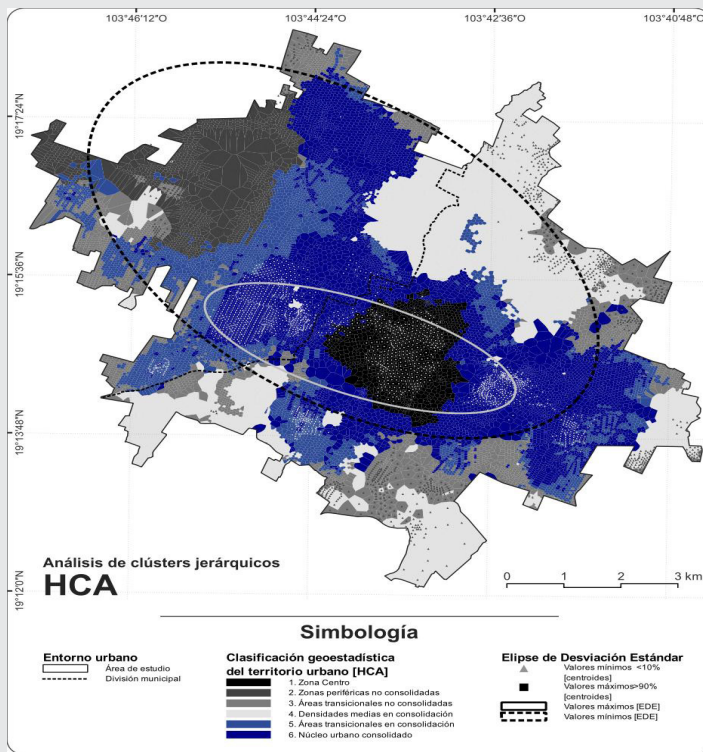 103°46'12"O 103°44'24"O 103°42'36"O 103°40'48"O
19°17'24"N
19°15'36"N
19°13'48"N
19°12'0"N
Análisis de clústers jerárquicos
HCA
0 1 2 3 km
Simbología
Entorno urbano
Área de estudio
División municipal
Clasificación geoestadística
del territorio urbano [HCA]
1. Zona Centro
2. Zonas periféricas no consolidadas
3. Áreas transicionales no consolidadas
4. Densidades medias en consolidación
5. Áreas transicionales en consolidación
6. Núcleo urbano consolidado
Elipse de Desviación Estándar
Valores mínimos <10%
[centroides]
Valores máximos>90%
[centroides]
Valores máximos [EDE]
Valores mínimos [EDE]